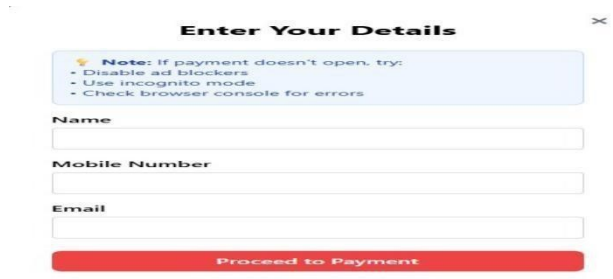 Enter Your Details
Note: If payment doesn't open, try:
• Disable ad blockers
• Use incognito mode
• Check browser console for errors
Name
Mobile Number
Email
Proceed to Payment